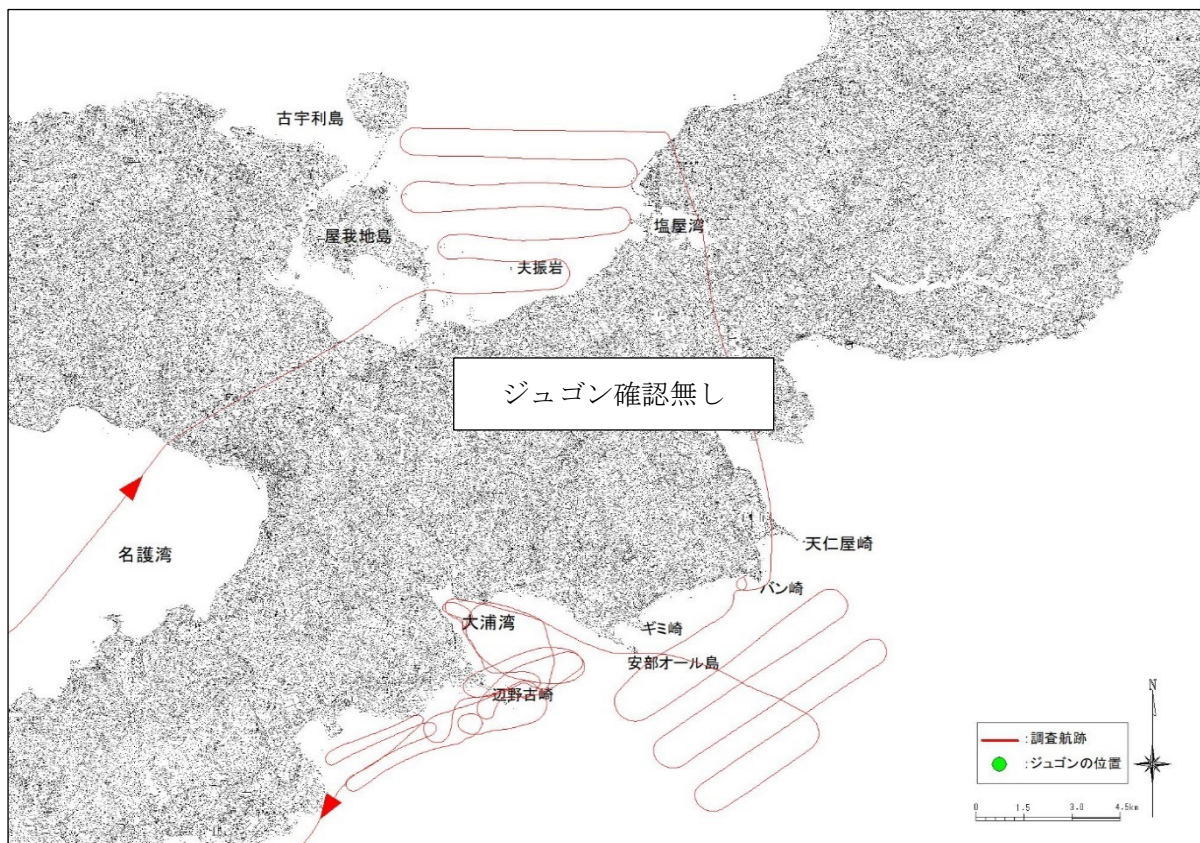 古宇利島
塩屋湾
屋我地島
夫振岩
ジュゴン確認無し
名護湾
天仁屋崎
バン崎
大浦湾
ギミ崎
安部オール島
辺野古崎
N
:調査航跡
:ジュゴンの位置
0 1.5 3.0 4.5km